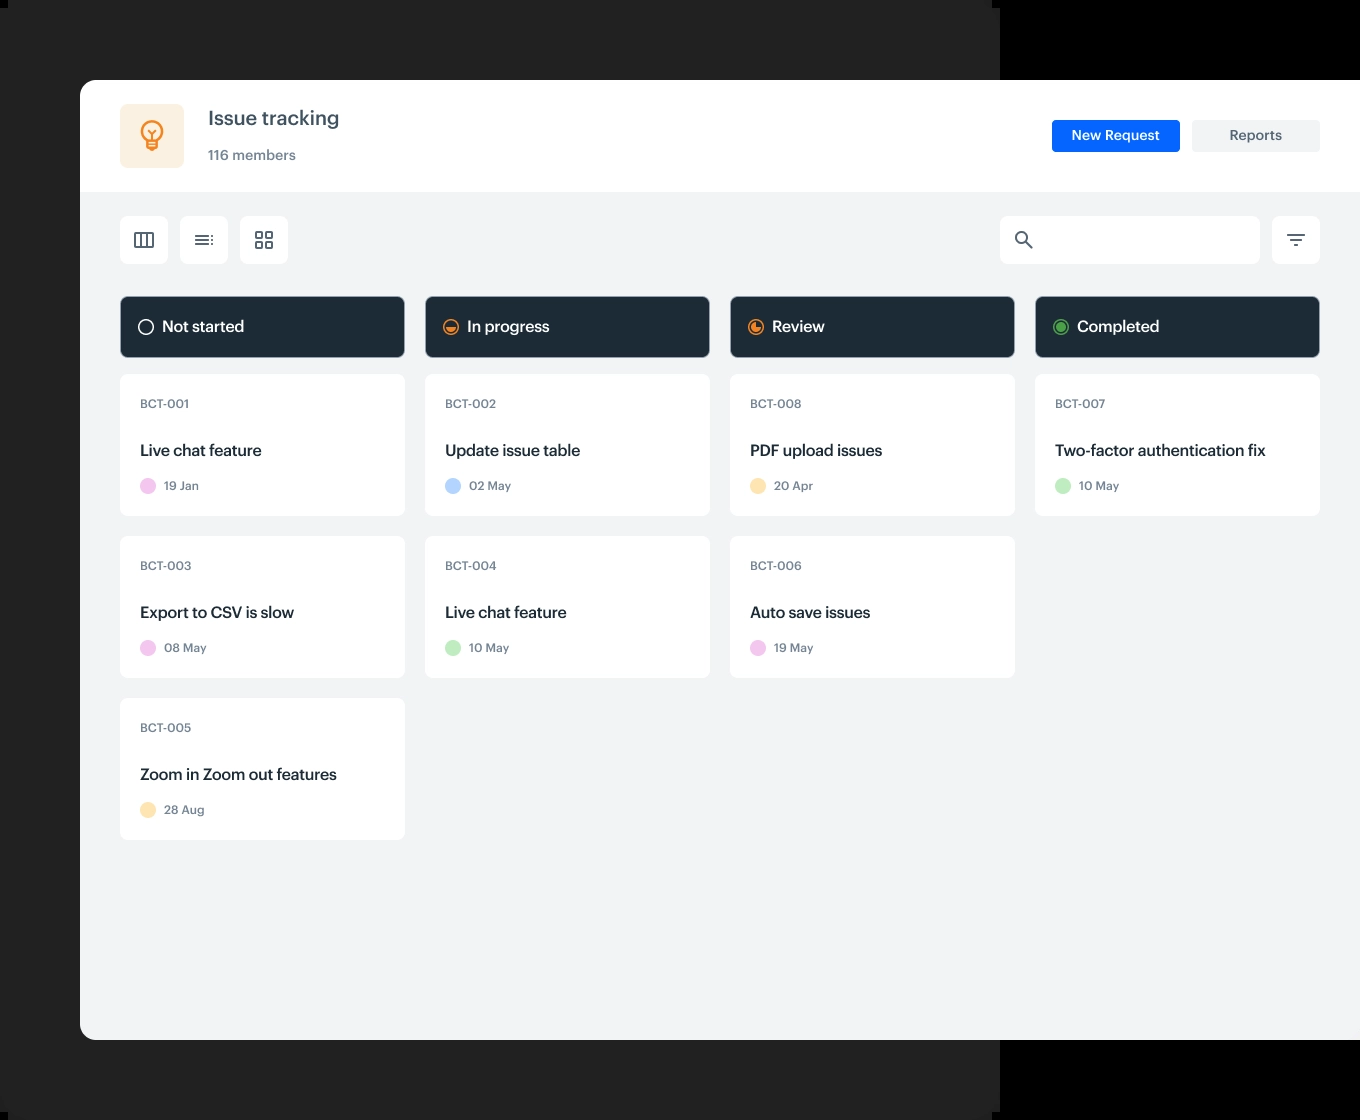 Issue tracking
116 members
New Request
Reports
Not started
In progress
Review
Completed
BCT-001
Live chat feature
19 Jan
BCT-002
Update issue table
02 May
BCT-008
PDF upload issues
20 Apr
BCT-007
Two-factor authentication fix
10 May
BCT-003
Export to CSV is slow
08 May
BCT-004
Live chat feature
10 May
BCT-006
Auto save issues
19 May
BCT-005
Zoom in Zoom out features
28 Aug